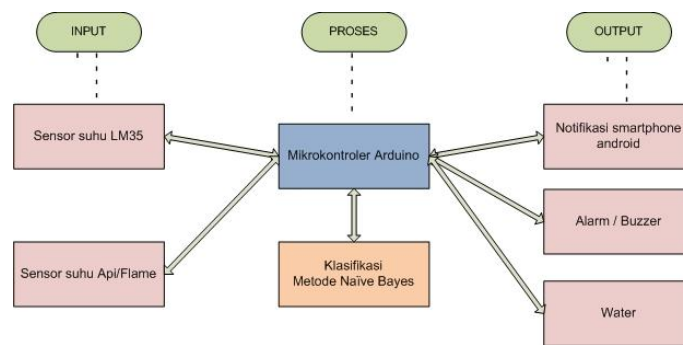 INPUT
PROSES
OUTPUT
Sensor suhu LM35
Mikrokontroler Arduino
Notifikasi smartphone
android
Alarm / Buzzer
Sensor suhu Api/Flame
Klasifikasi
Metode Naïve Bayes
Water